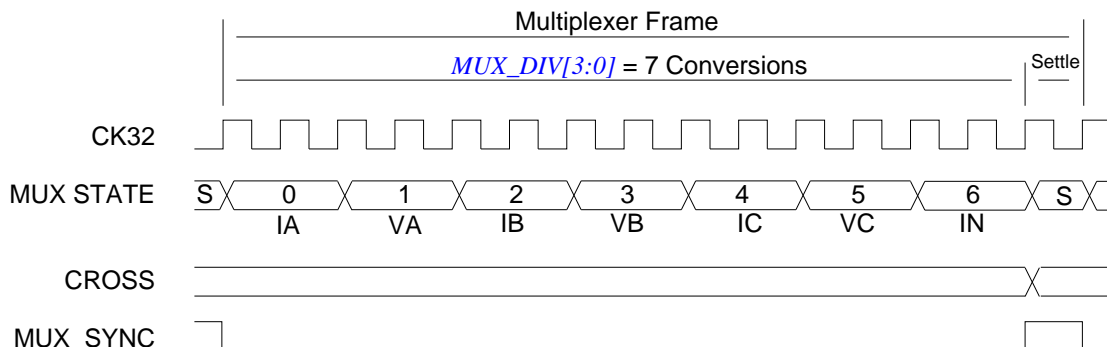 Multiplexer Frame
MUX_DIV[3:0] = 7 Conversions
Settle
CK32
MUX STATE S 0 1 2 3 4 5 6 S
IA VA IB VB IC VC IN
CROSS
MUX_SYNC